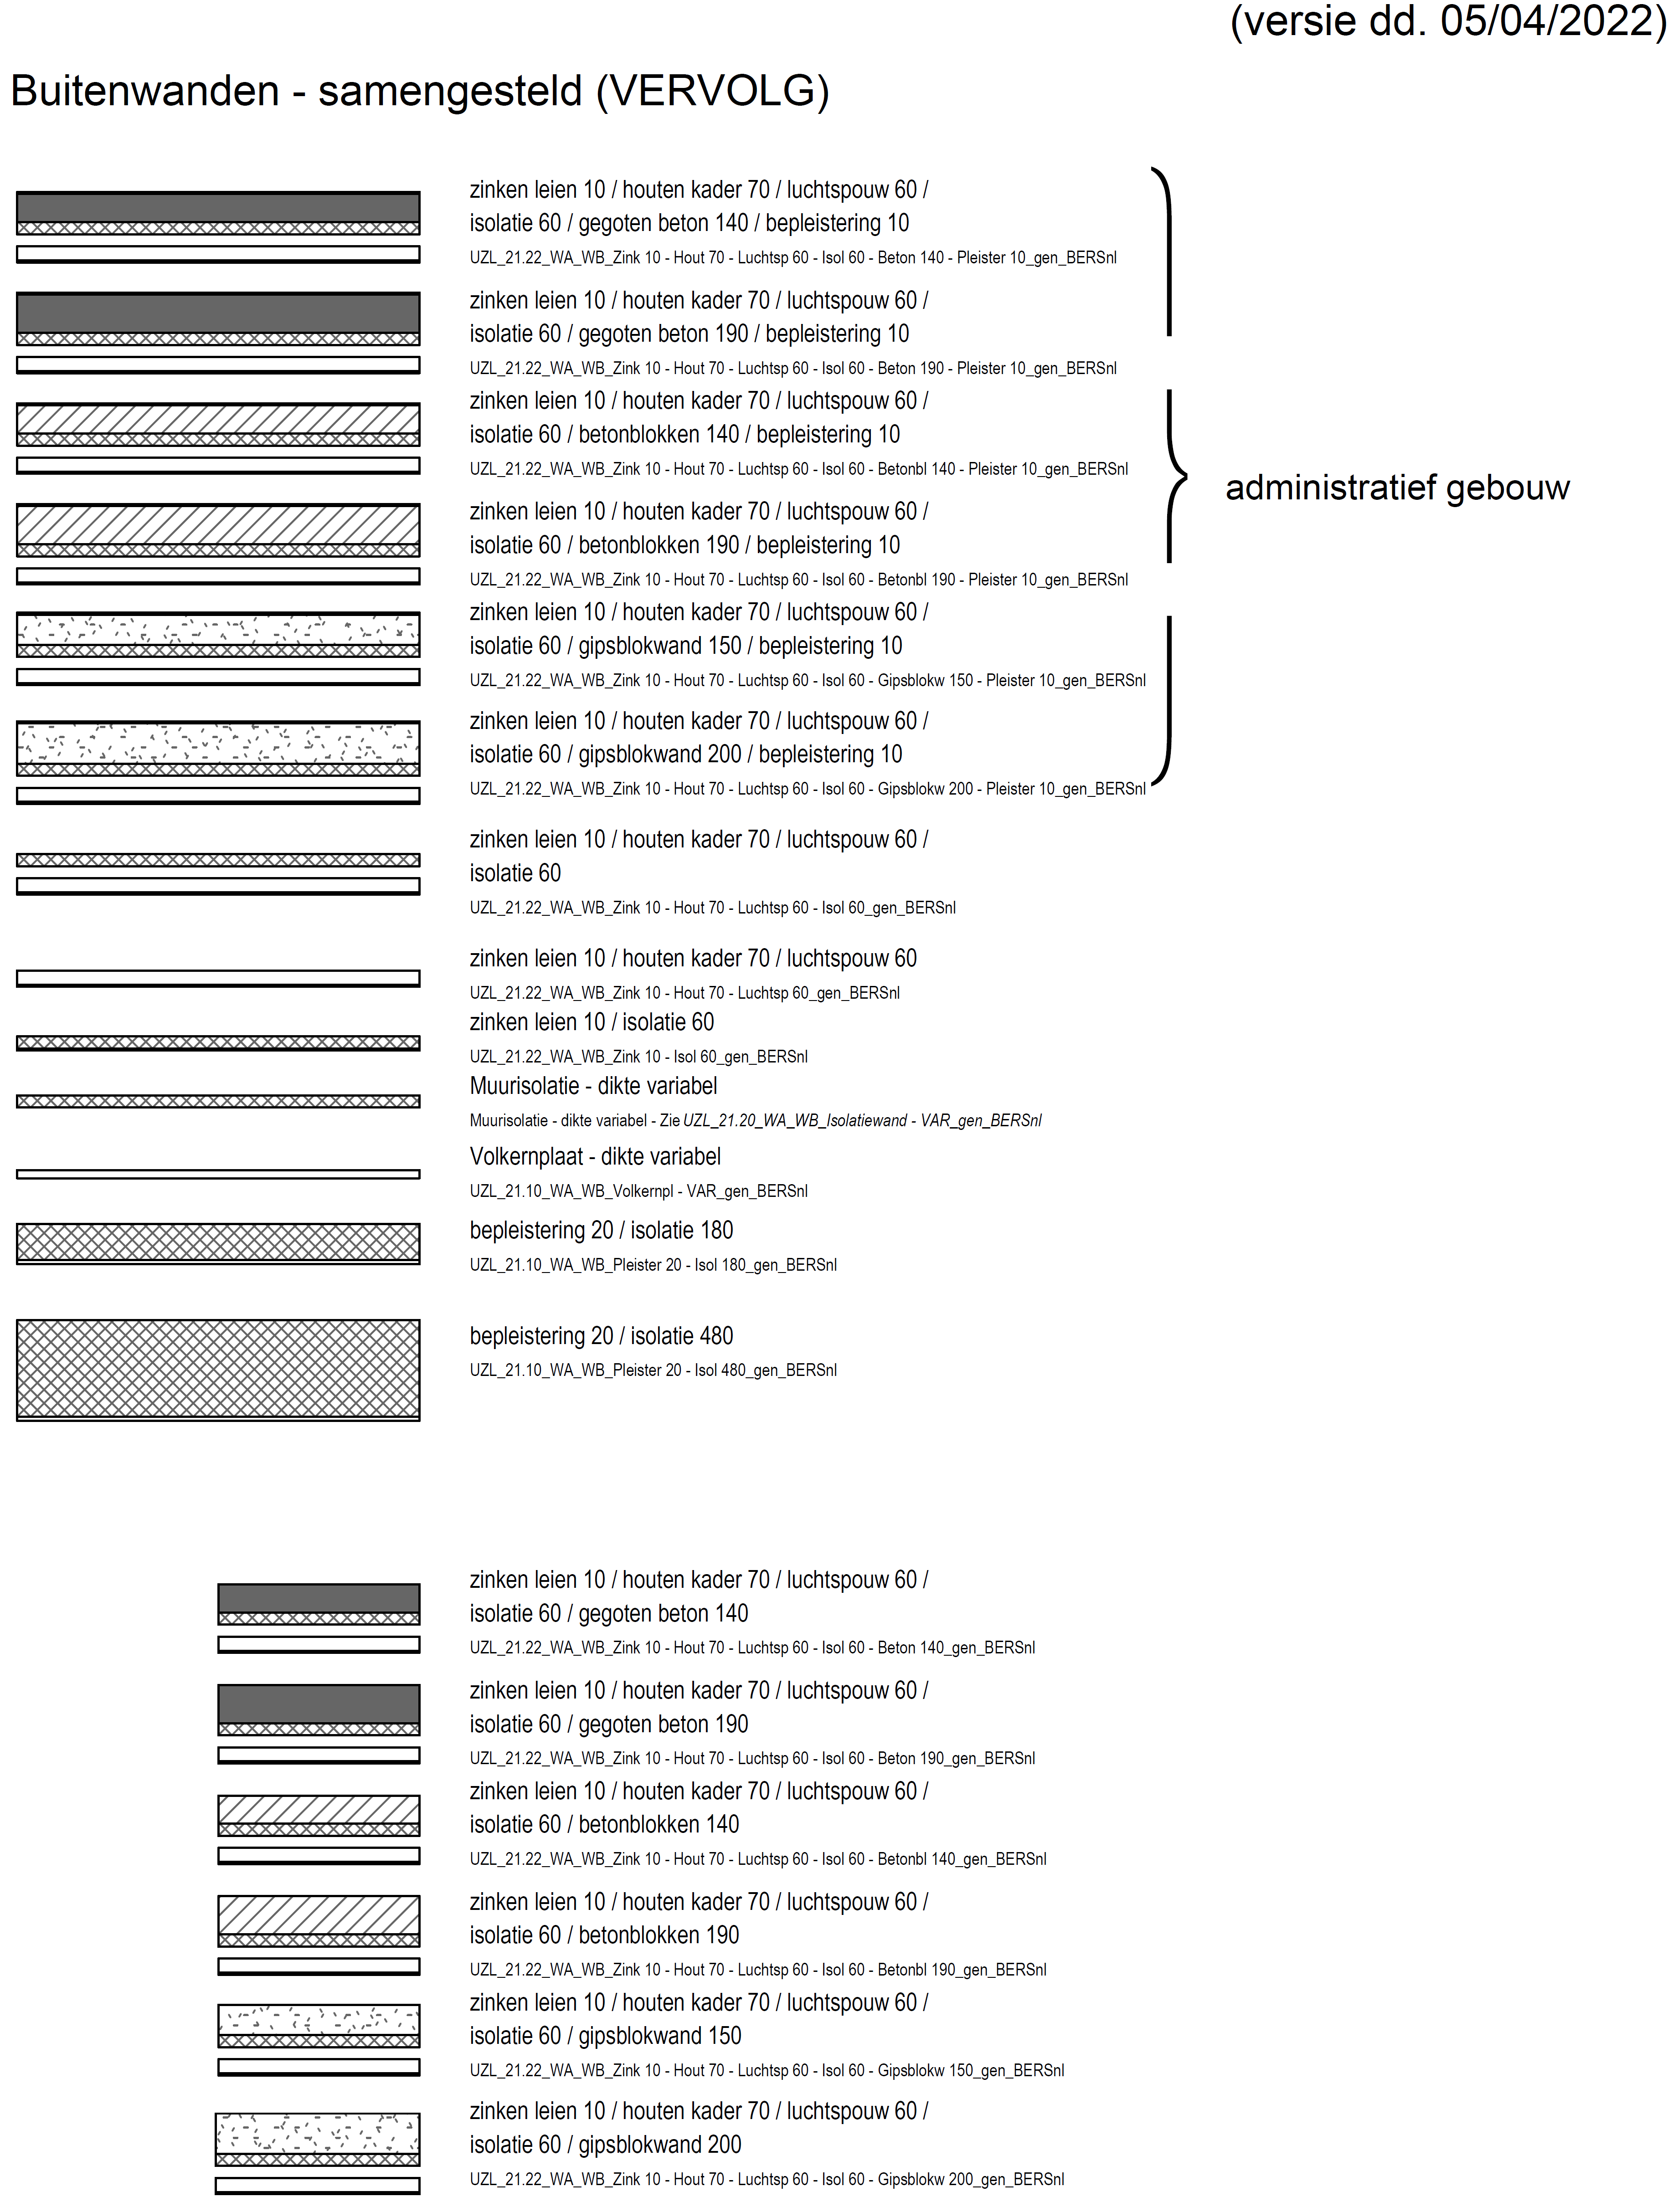 (versie dd. 05/04/2022)
Buitenwanden - samengesteld (VERVOLG)
zinken leien 10 / houten kader 70 / luchtspouw 60 /
isolatie 60 / gegoten beton 140 / bepleistering 10
UZL_21.22_WA_WB_Zink 10 - Hout 70 - Luchtsp 60 - Isol 60 - Beton 140 - Pleister 10_gen_BERSnl
zinken leien 10 / houten kader 70 / luchtspouw 60 /
isolatie 60 / gegoten beton 190 / bepleistering 10
UZL_21.22_WA_WB_Zink 10 - Hout 70 - Luchtsp 60 - Isol 60 - Beton 190 - Pleister 10_gen_BERSnl
zinken leien 10 / houten kader 70 / luchtspouw 60 /
isolatie 60 / betonblokken 140 / bepleistering 10
UZL_21.22_WA_WB_Zink 10 - Hout 70 - Luchtsp 60 - Isol 60 - Betonbl 140 - Pleister 10_gen_BERSnl
administratief gebouw
zinken leien 10 / houten kader 70 / luchtspouw 60 /
isolatie 60 / betonblokken 190 / bepleistering 10
UZL_21.22_WA_WB_Zink 10 - Hout 70 - Luchtsp 60 - Isol 60 - Betonbl 190 - Pleister 10_gen_BERSnl
zinken leien 10 / houten kader 70 / luchtspouw 60 /
isolatie 60 / gipsblokwand 150 / bepleistering 10
UZL_21.22_WA_WB_Zink 10 - Hout 70 - Luchtsp 60 - Isol 60 - Gipsblokw 150 - Pleister 10_gen_BERSnl
zinken leien 10 / houten kader 70 / luchtspouw 60 /
isolatie 60 / gipsblokwand 200 / bepleistering 10
UZL_21.22_WA_WB_Zink 10 - Hout 70 - Luchtsp 60 - Isol 60 - Gipsblokw 200 - Pleister 10_gen_BERSnl
zinken leien 10 / houten kader 70 / luchtspouw 60 /
isolatie 60
UZL_21.22_WA_WB_Zink 10 - Hout 70 - Luchtsp 60 - Isol 60_gen_BERSnl
zinken leien 10 / houten kader 70 / luchtspouw 60
UZL_21.22_WA_WB_Zink 10 - Hout 70 - Luchtsp 60_gen_BERSnl
zinken leien 10 / isolatie 60
UZL_21.22_WA_WB_Zink 10 - Isol 60_gen_BERSnl
Muurisolatie - dikte variabel
Muurisolatie - dikte variabel - Zie UZL_21.20_WA_WB_Isolatiewand - VAR_gen_BERSnl
Volkernplaat - dikte variabel
UZL_21.10_WA_WB_Volkernpl - VAR_gen_BERSnl
bepleistering 20 / isolatie 180
UZL_21.10_WA_WB_Pleister 20 - Isol 180_gen_BERSnl
bepleistering 20 / isolatie 480
UZL_21.10_WA_WB_Pleister 20 - Isol 480_gen_BERSnl
zinken leien 10 / houten kader 70 / luchtspouw 60 /
isolatie 60 / gegoten beton 140
UZL_21.22_WA_WB_Zink 10 - Hout 70 - Luchtsp 60 - Isol 60 - Beton 140_gen_BERSnl
zinken leien 10 / houten kader 70 / luchtspouw 60 /
isolatie 60 / gegoten beton 190
UZL_21.22_WA_WB_Zink 10 - Hout 70 - Luchtsp 60 - Isol 60 - Beton 190_gen_BERSnl
zinken leien 10 / houten kader 70 / luchtspouw 60 /
isolatie 60 / betonblokken 140
UZL_21.22_WA_WB_Zink 10 - Hout 70 - Luchtsp 60 - Isol 60 - Betonbl 140_gen_BERSnl
zinken leien 10 / houten kader 70 / luchtspouw 60 /
isolatie 60 / betonblokken 190
UZL_21.22_WA_WB_Zink 10 - Hout 70 - Luchtsp 60 - Isol 60 - Betonbl 190_gen_BERSnl
zinken leien 10 / houten kader 70 / luchtspouw 60 /
isolatie 60 / gipsblokwand 150
UZL_21.22_WA_WB_Zink 10 - Hout 70 - Luchtsp 60 - Isol 60 - Gipsblokw 150_gen_BERSnl
zinken leien 10 / houten kader 70 / luchtspouw 60 /
isolatie 60 / gipsblokwand 200
UZL_21.22_WA_WB_Zink 10 - Hout 70 - Luchtsp 60 - Isol 60 - Gipsblokw 200_gen_BERSnl